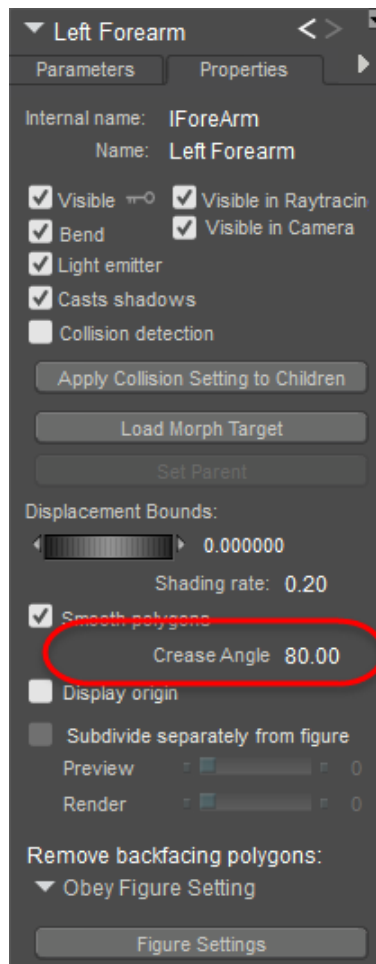 Left Forearm
Parameters Properties
Internal name: lForeArm
Name: Left Forearm
Visible Visible in Raytracin
Bend Visible in Camera
Light emitter
Casts shadows
Collision detection
Apply Collision Setting to Children
Load Morph Target
Set Parent
Displacement Bounds:
0.000000
Shading rate: 0.20
Smooth polygons
Crease Angle 80.00
Display origin
Subdivide separately from figure
Preview 0
Render 0
Remove backfacing polygons:
Obey Figure Setting
Figure Settings